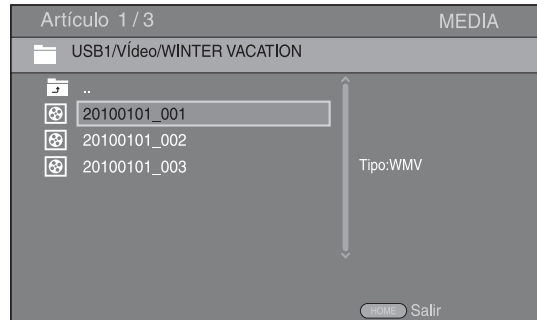 Artículo 1 / 3 MEDIA
USB1/Vídeo/WINTER VACATION
..
20100101_001
20100101_002
20100101_003
Tipo:WMV
HOME Salir